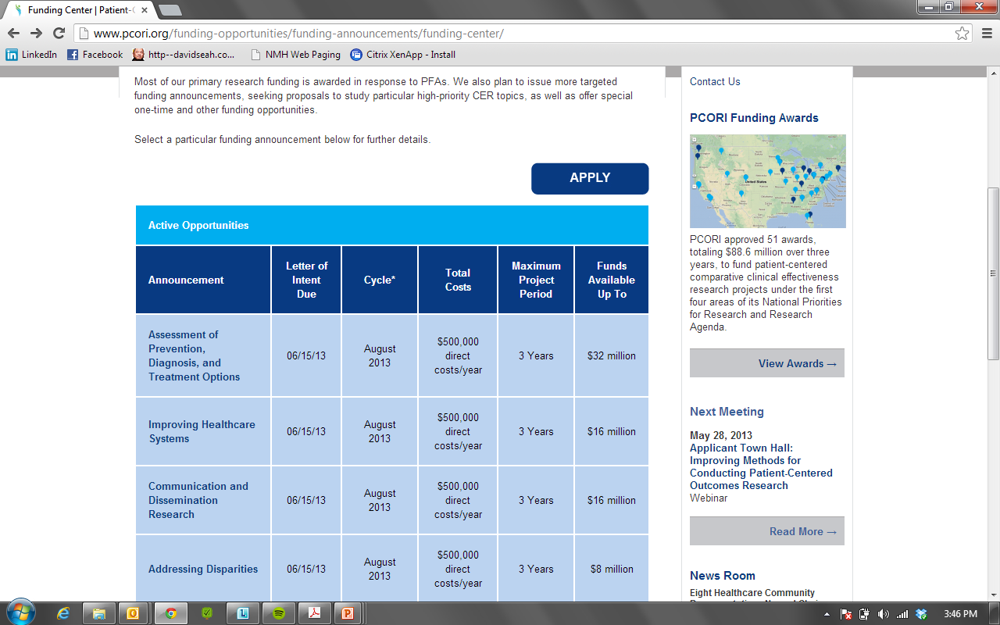 Funding Center | Patient-C
www.pcori.org/funding-opportunities/funding-announcements/funding-center/
LinkedIn
Facebook
http--davidseah.co...
NMH Web Paging
Citrix XenApp - Install
Most of our primary research funding is awarded in response to PFAs. We also plan to issue more targeted
funding announcements, seeking proposals to study particular high-priority CER topics, as well as offer special
one-time and other funding opportunities.
Select a particular funding announcement below for further details.
APPLY
Active Opportunities
Announcement
Letter of
Intent
Due
Cycle*
Total
Costs
Maximum
Project
Period
Funds
Available
Up To
Assessment of
Prevention,
Diagnosis, and
Treatment Options
06/15/13
August
2013
$500,000
direct
costs/year
3 Years
$32 million
Improving Healthcare
Systems
06/15/13
August
2013
$500,000
direct
costs/year
3 Years
$16 million
Communication and
Dissemination
Research
06/15/13
August
2013
$500,000
direct
costs/year
3 Years
$16 million
Addressing Disparities
06/15/13
August
2013
$500,000
direct
costs/year
3 Years
$8 million
Contact Us
PCORI Funding Awards
United States
PCORI approved 51 awards,
totaling $88.6 million over three
years, to fund patient-centered
comparative clinical effectiveness
research projects under the first
four areas of its National Priorities
for Research and Research
Agenda.
View Awards →
Next Meeting
May 28, 2013
Applicant Town Hall:
Improving Methods for
Conducting Patient-Centered
Outcomes Research
Webinar
Read More →
News Room
Eight Healthcare Community
3:46 PM